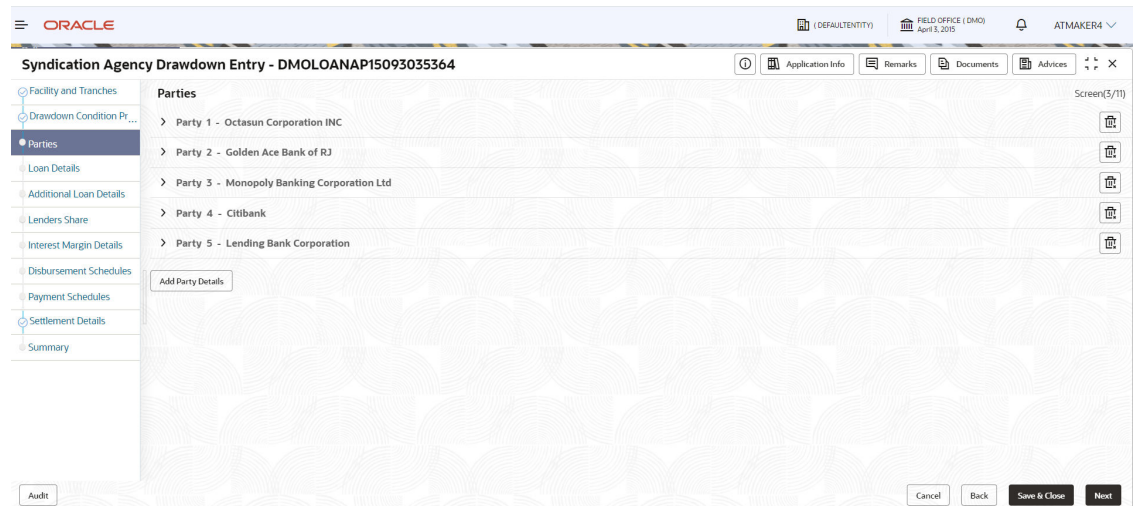 ORACLE
( DEFAULTENTITY)
FIELD OFFICE ( DMO)
April 3, 2015
ATMAKER4
Syndication Agency Drawdown Entry - DMOLOANAP15093035364
Application Info
Remarks
Documents
Advices
Facility and Tranches
Drawdown Condition Pr...
Parties
Loan Details
Additional Loan Details
Lenders Share
Interest Margin Details
Disbursement Schedules
Payment Schedules
Settlement Details
Summary
Parties
Screen(3/11)
Party 1 - Octasun Corporation INC
Party 2 - Golden Ace Bank of RJ
Party 3 - Monopoly Banking Corporation Ltd
Party 4 - Citibank
Party 5 - Lending Bank Corporation
Add Party Details
Audit
Cancel
Back
Save & Close
Next